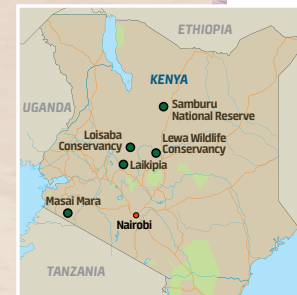 ETHIOPIA
KENYA
UGANDA
Samburu
National Reserve
Loisaba
Conservancy
Lewa Wildlife
Conservancy
Laikipia
Masai Mara
Nairobi
TANZANIA